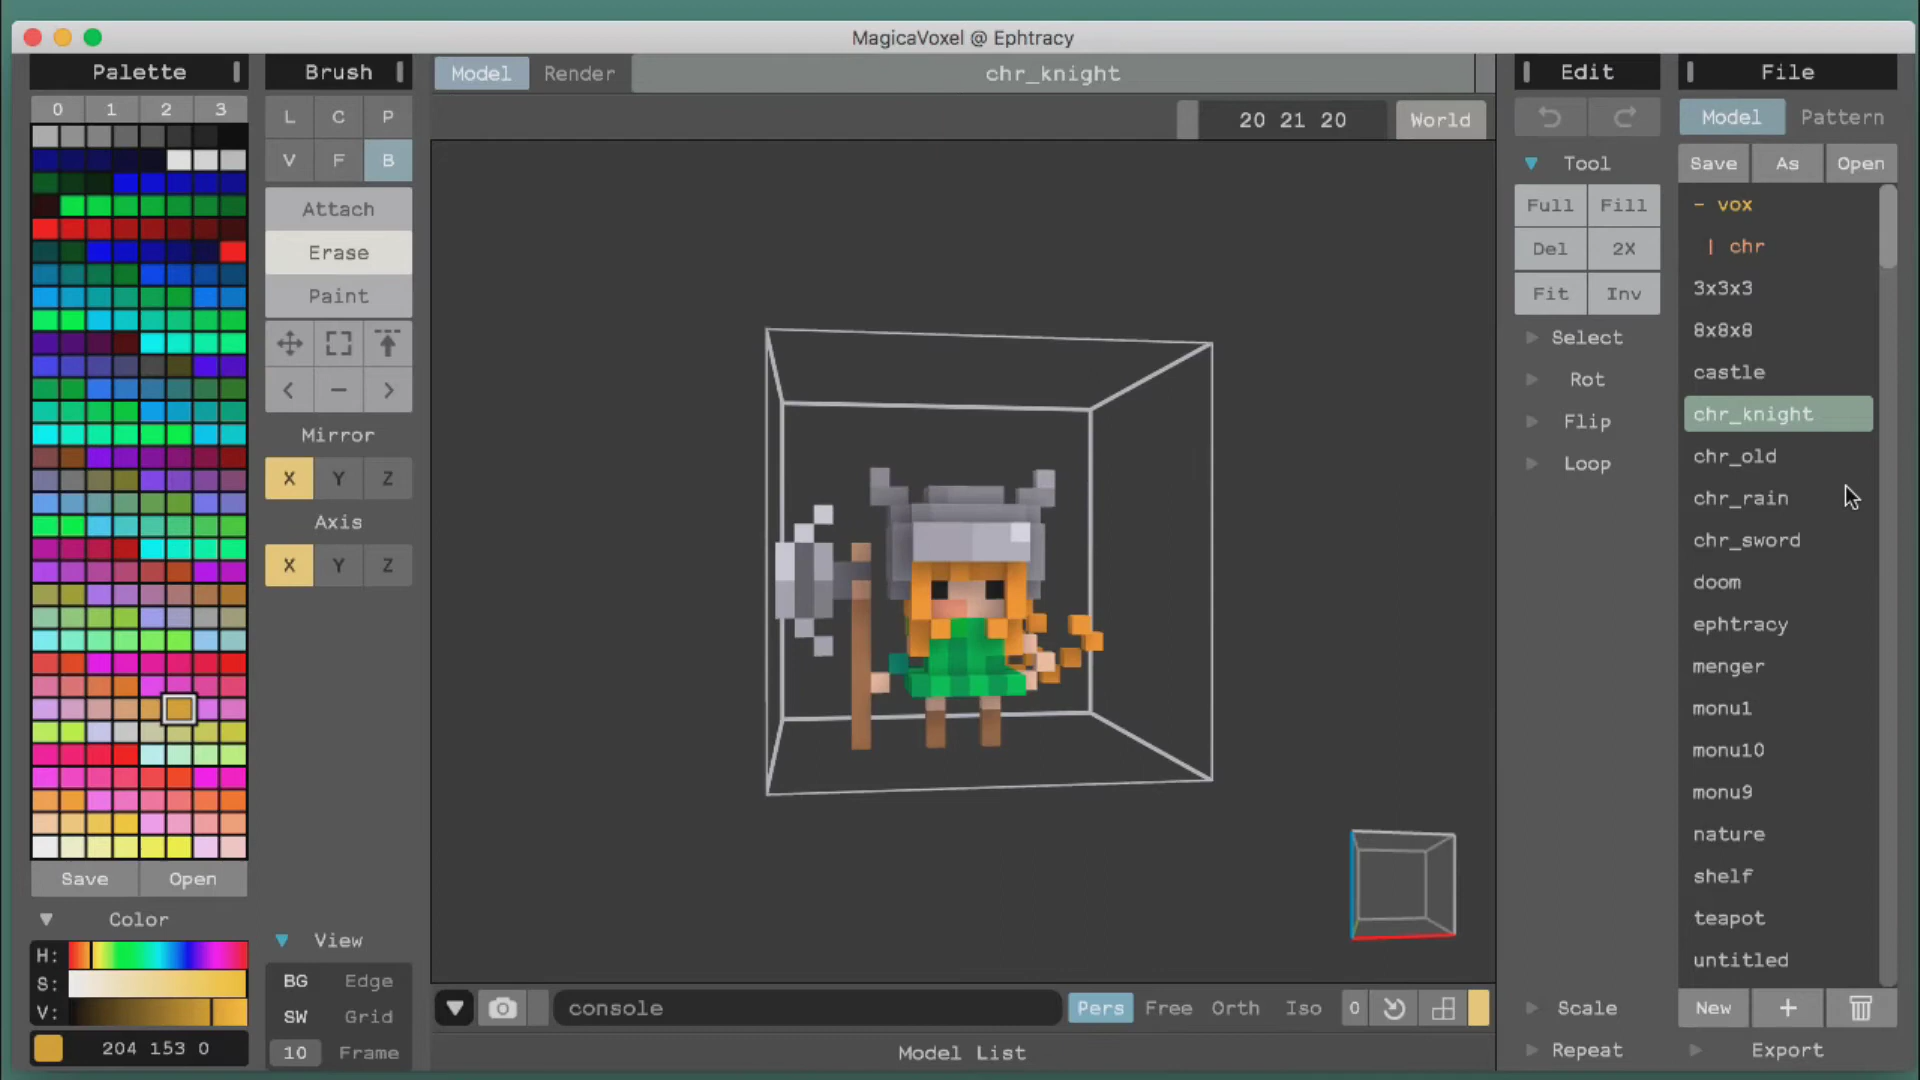 MagicaVoxel @ Ephtracy
Palette
0 1 2 3
Save Open
Color
H:
S:
V:
204 153 0
Brush
L C P
V F B
Attach
Erase
Paint
< – >
Mirror
X Y Z
Axis
X Y Z
View
BG Edge
SW Grid
10 Frame
Model Render chr_knight
20 21 20 World
console Pers Free Orth Iso 0
Model List
Edit
Tool
Full Fill
Del 2X
Fit Inv
Select
Rot
Flip
Loop
Scale
Repeat
File
Model Pattern
Save As Open
- vox
| chr
3x3x3
8x8x8
castle
chr_knight
chr_old
chr_rain
chr_sword
doom
ephtracy
menger
monu1
monu10
monu9
nature
shelf
teapot
untitled
New +
Export